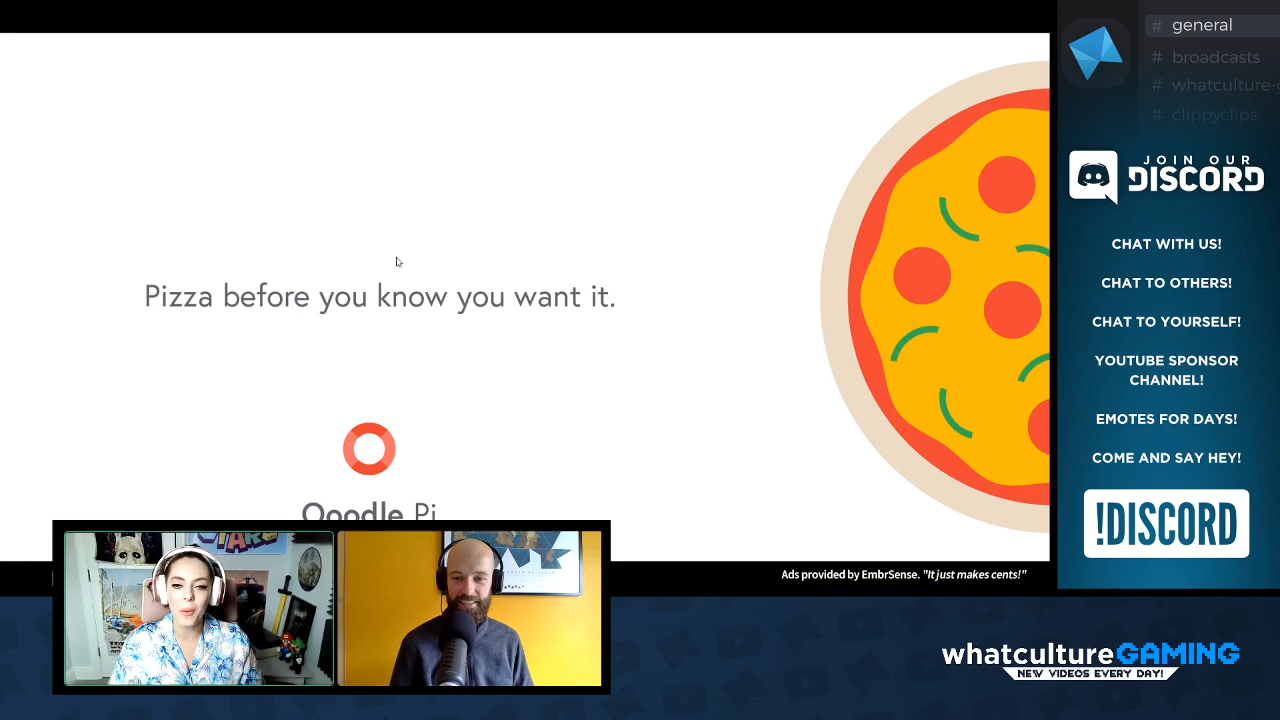 Pizza before you know you want it.
Ooodle Pi
Ads provided by EmbrSense. "It just makes cents!"
# general
# broadcasts
# whatculture-
# clippyclips
JOIN OUR
DISCORD
CHAT WITH US!
CHAT TO OTHERS!
CHAT TO YOURSELF!
YOUTUBE SPONSOR
CHANNEL!
EMOTES FOR DAYS!
COME AND SAY HEY!
!DISCORD
whatcultureGAMING
NEW VIDEOS EVERY DAY!